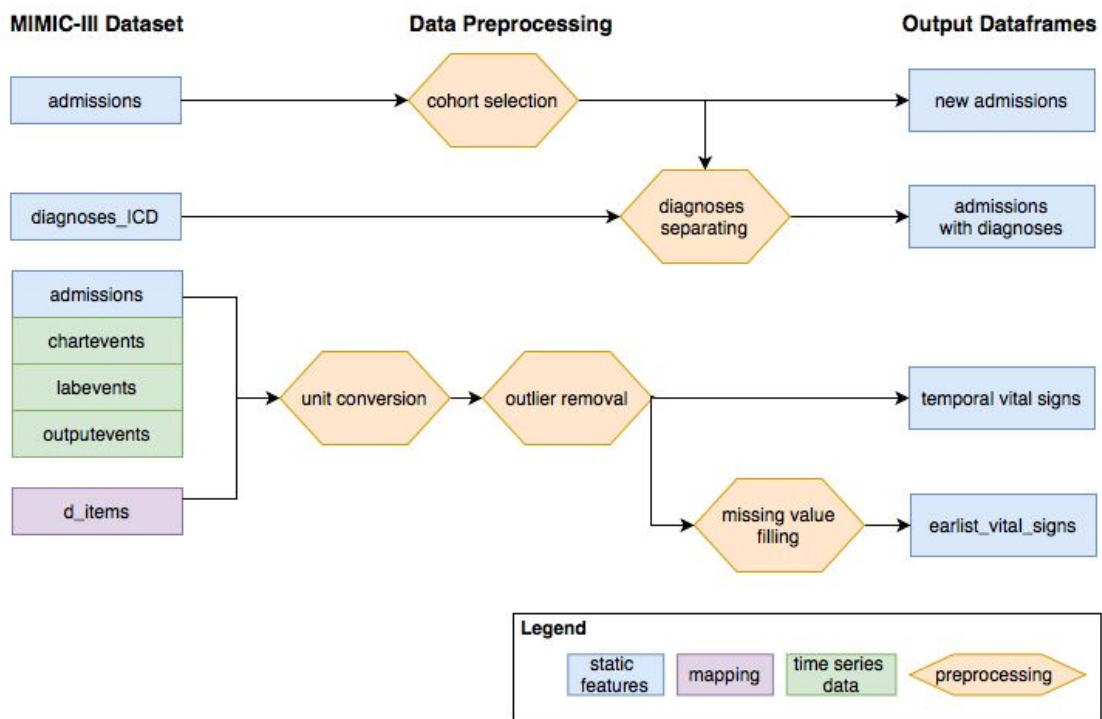 MIMIC-III Dataset
Data Preprocessing
Output Dataframes
admissions
cohort selection
new admissions
diagnoses_ICD
diagnoses
separating
admissions
with diagnoses
admissions
chartevents
labevents
outputevents
d_items
unit conversion
outlier removal
temporal vital signs
missing value
filling
earlist_vital_signs
Legend
static
features
mapping
time series
data
preprocessing